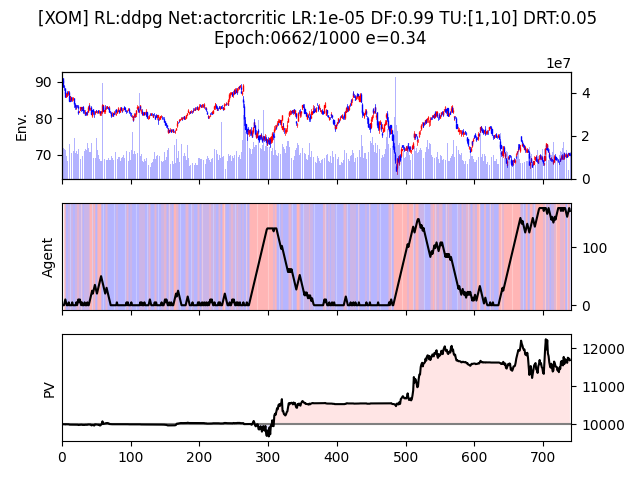 [XOM] RL:ddpg Net:actorcritic LR:1e-05 DF:0.99 TU:[1,10] DRT:0.05
Epoch:0662/1000 e=0.34
1e7
90
80
70
Env.
4
2
0
Agent
100
0
PV
12000
11000
10000
0 100 200 300 400 500 600 700